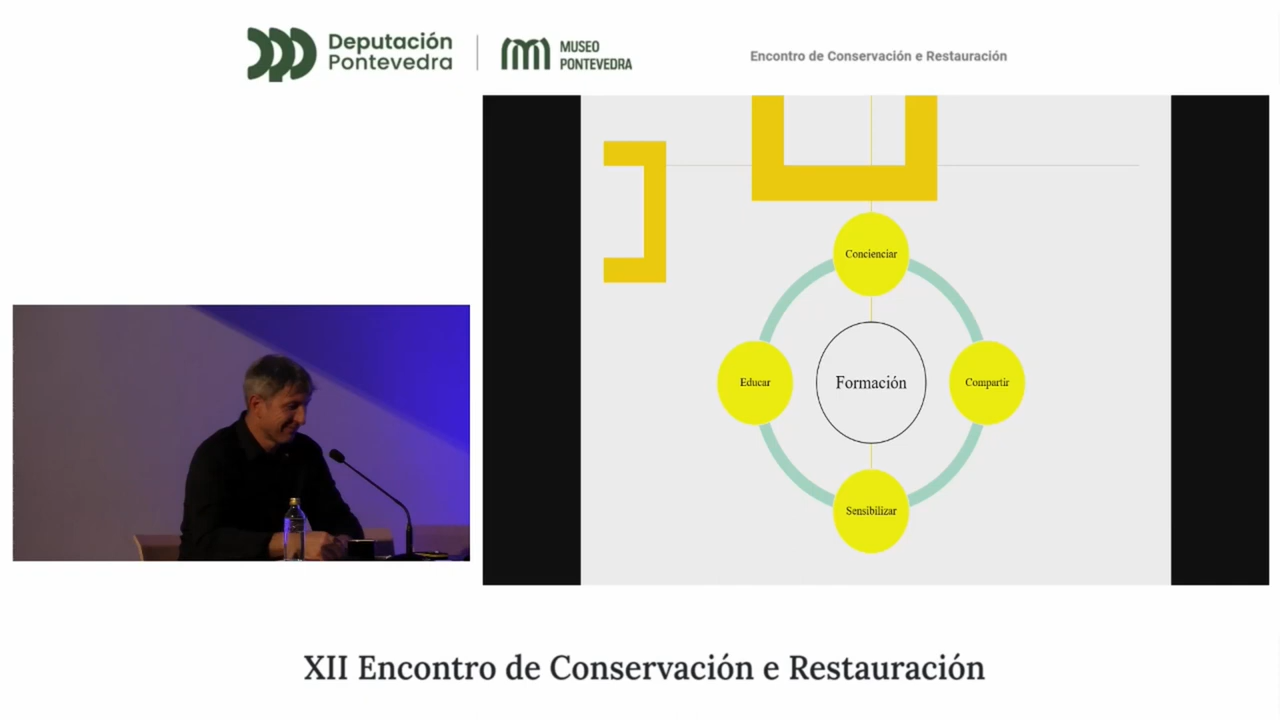 Deputación
Pontevedra
MUSEO
PONTEVEDRA
Encontro de Conservación e Restauración
Concienciar
Educar
Formación
Compartir
Sensibilizar
XII Encontro de Conservación e Restauración